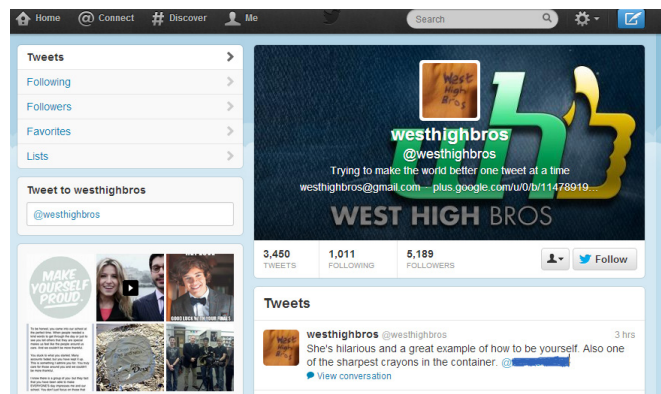 Home
Connect
Discover
Me
Search
Tweets
Following
Followers
Favorites
Lists
Tweet to westhighbros
@westhighbros
MAKE
YOURSELF
PROUD.
West
High
Bros
whb
westhighbros
@westhighbros
Trying to make the world better one tweet at a time
westhighbros@gmail.com plus.google.com/u/0/b/11478919...
WEST HIGH BROS
3,450
TWEETS
1,011
FOLLOWING
5,189
FOLLOWERS
Follow
Tweets
westhighbros @westhighbros 3 hrs
She's hilarious and a great example of how to be yourself. Also one
of the sharpest crayons in the container. @
View conversation